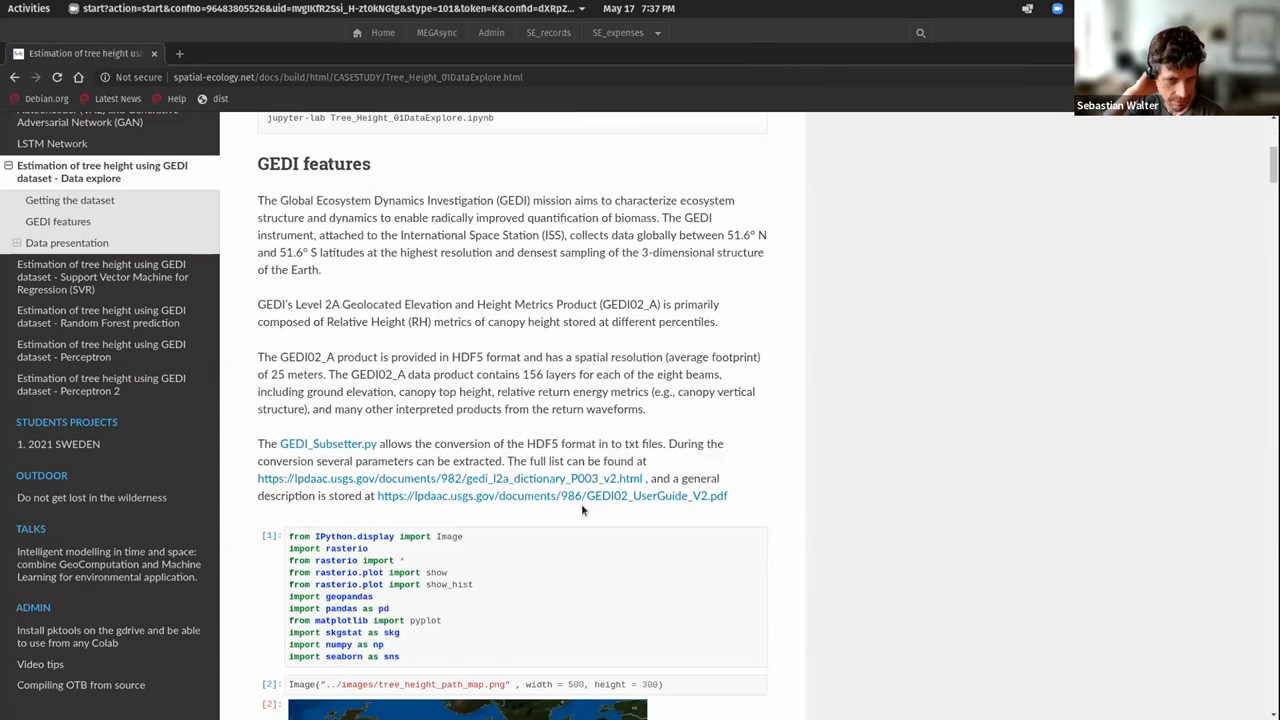 Activities
start?action=start&confno=96483805526&uid=
May 17 7:37 PM
Home MEGAsync Admin SE_records SE_expenses
Estimation of tree height usi
Not secure spatial-ecology.net/docs/build/html/CASESTUDY/Tree_Height_01DataExplore.html
Debian.org Latest News Help dist
Sebastian Walter
Adversarial Network (GAN)
LSTM Network
Estimation of tree height using GEDI
dataset - Data explore
Getting the dataset
GEDI features
Data presentation
Estimation of tree height using GEDI
dataset - Support Vector Machine for
Regression (SVR)
Estimation of tree height using GEDI
dataset - Random Forest prediction
Estimation of tree height using GEDI
dataset - Perceptron
Estimation of tree height using GEDI
dataset - Perceptron 2
STUDENTS PROJECTS
1. 2021 SWEDEN
OUTDOOR
Do not get lost in the wilderness
TALKS
Intelligent modelling in time and space:
combine GeoComputation and Machine
Learning for environmental application.
ADMIN
Install pktools on the gdrive and be able
to use from any Colab
Video tips
Compiling OTB from source
jupyter-lab Tree_Height_01DataExplore.ipynb
GEDI features
The Global Ecosystem Dynamics Investigation (GEDI) mission aims to characterize ecosystem
structure and dynamics to enable radically improved quantification of biomass. The GEDI
instrument, attached to the International Space Station (ISS), collects data globally between 51.6° N
and 51.6° S latitudes at the highest resolution and densest sampling of the 3-dimensional structure
of the Earth.
GEDI's Level 2A Geolocated Elevation and Height Metrics Product (GEDI02_A) is primarily
composed of Relative Height (RH) metrics of canopy height stored at different percentiles.
The GEDI02_A product is provided in HDF5 format and has a spatial resolution (average footprint)
of 25 meters. The GEDI02_A data product contains 156 layers for each of the eight beams,
including ground elevation, canopy top height, relative return energy metrics (e.g., canopy vertical
structure), and many other interpreted products from the return waveforms.
The GEDI_Subsetter.py allows the conversion of the HDF5 format in to txt files. During the
conversion several parameters can be extracted. The full list can be found at
https://lpdaac.usgs.gov/documents/982/gedi_l2a_dictionary_P003_v2.html , and a general
description is stored at https://lpdaac.usgs.gov/documents/986/GEDI02_UserGuide_V2.pdf
[1]: from IPython.display import Image
import rasterio
from rasterio import *
from rasterio.plot import show
from rasterio.plot import show_hist
import geopandas
import pandas as pd
from matplotlib import pyplot
import skgstat as skg
import numpy as np
import seaborn as sns
[2]: Image("../images/tree_height_path_map.png" , width = 500, height = 300)
[2]: